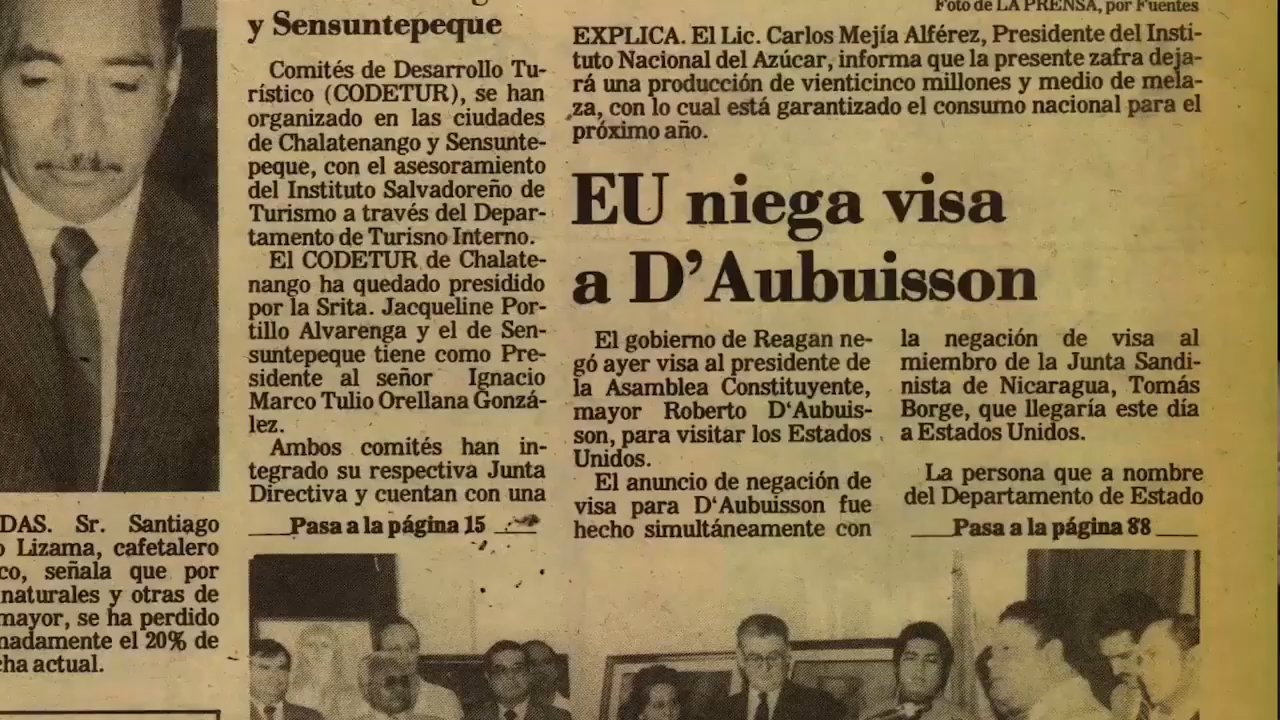 y Sensuntepeque
Comités de Desarrollo Tu-
rístico (CODETUR), se han
organizado en las ciudades
de Chalatenango y Sensunte-
peque, con el asesoramiento
del Instituto Salvadoreño de
Turismo a través del Depar-
tamento de Turisno Interno.
El CODETUR de Chalate-
nango ha quedado presidido
por la Srita. Jacqueline Por-
tillo Alvarenga y el de Sen-
suntepeque tiene como Pre-
sidente al señor Ignacio
Marco Tulio Orellana Gonzá-
lez.
Ambos comités han in-
tegrado su respectiva Junta
Directiva y cuentan con una
Pasa a la página 15
Foto de LA PRENSA, por Fuentes
EXPLICA. El Lic. Carlos Mejía Alférez, Presidente del Insti-
tuto Nacional del Azúcar, informa que la presente zafra deja-
rá una producción de vienticinco millones y medio de mela-
za, con lo cual está garantizado el consumo nacional para el
próximo año.
EU niega visa
a D'Aubuisson
El gobierno de Reagan ne-
gó ayer visa al presidente de
la Asamblea Constituyente,
mayor Roberto D'Aubuis-
son, para visitar los Estados
Unidos.
El anuncio de negación de
visa para D'Aubuisson fue
hecho simultáneamente con
la negación de visa al
miembro de la Junta Sandi-
nista de Nicaragua, Tomás
Borge, que llegaría este día
a Estados Unidos.
La persona que a nombre
del Departamento de Estado
Pasa a la página 88
DAS. Sr. Santiago
o Lizama, cafetalero
co, señala que por
naturales y otras de
mayor, se ha perdido
madamente el 20% de
cha actual.